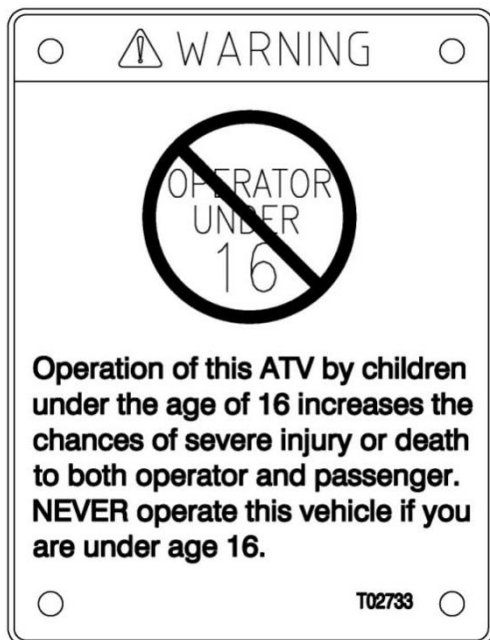 WARNING
OPERATOR
UNDER
16
Operation of this ATV by children
under the age of 16 increases the
chances of severe injury or death
to both operator and passenger.
NEVER operate this vehicle if you
are under age 16.
T02733